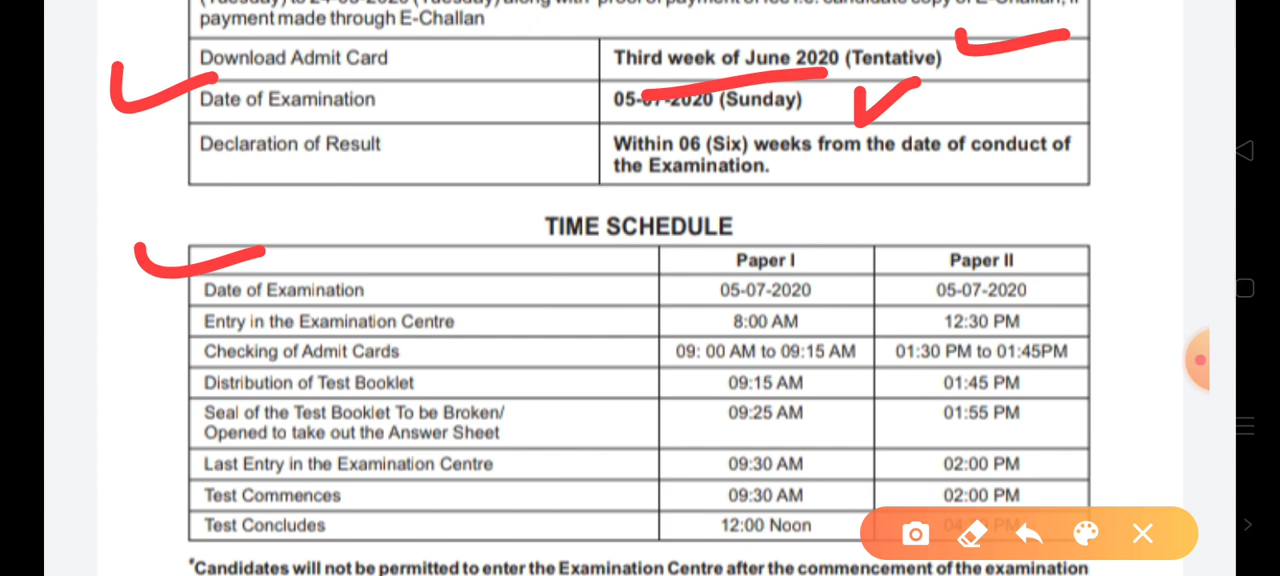 payment made through E-Challan
Download Admit Card Third week of June 2020 (Tentative)
Date of Examination 05-07-2020 (Sunday)
Declaration of Result Within 06 (Six) weeks from the date of conduct of
the Examination.
TIME SCHEDULE
Paper I Paper II
Date of Examination 05-07-2020 05-07-2020
Entry in the Examination Centre 8:00 AM 12:30 PM
Checking of Admit Cards 09: 00 AM to 09:15 AM 01:30 PM to 01:45PM
Distribution of Test Booklet 09:15 AM 01:45 PM
Seal of the Test Booklet To be Broken/ 09:25 AM 01:55 PM
Opened to take out the Answer Sheet
Last Entry in the Examination Centre 09:30 AM 02:00 PM
Test Commences 09:30 AM 02:00 PM
Test Concludes 12:00 Noon
*Candidates will not be permitted to enter the Examination Centre after the commencement of the examination